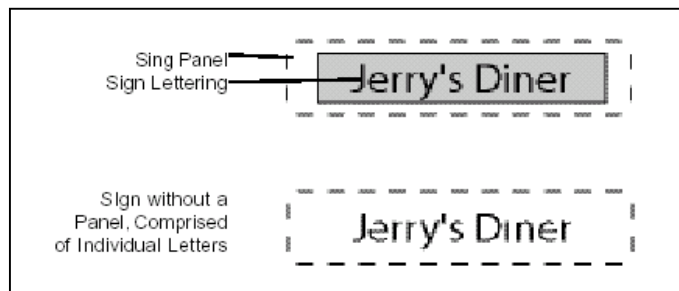 Sing Panel
Sign Lettering
Jerry's Diner
SIgn without a
Panel, Comprised
of Individual Letters
Jerry's Diner